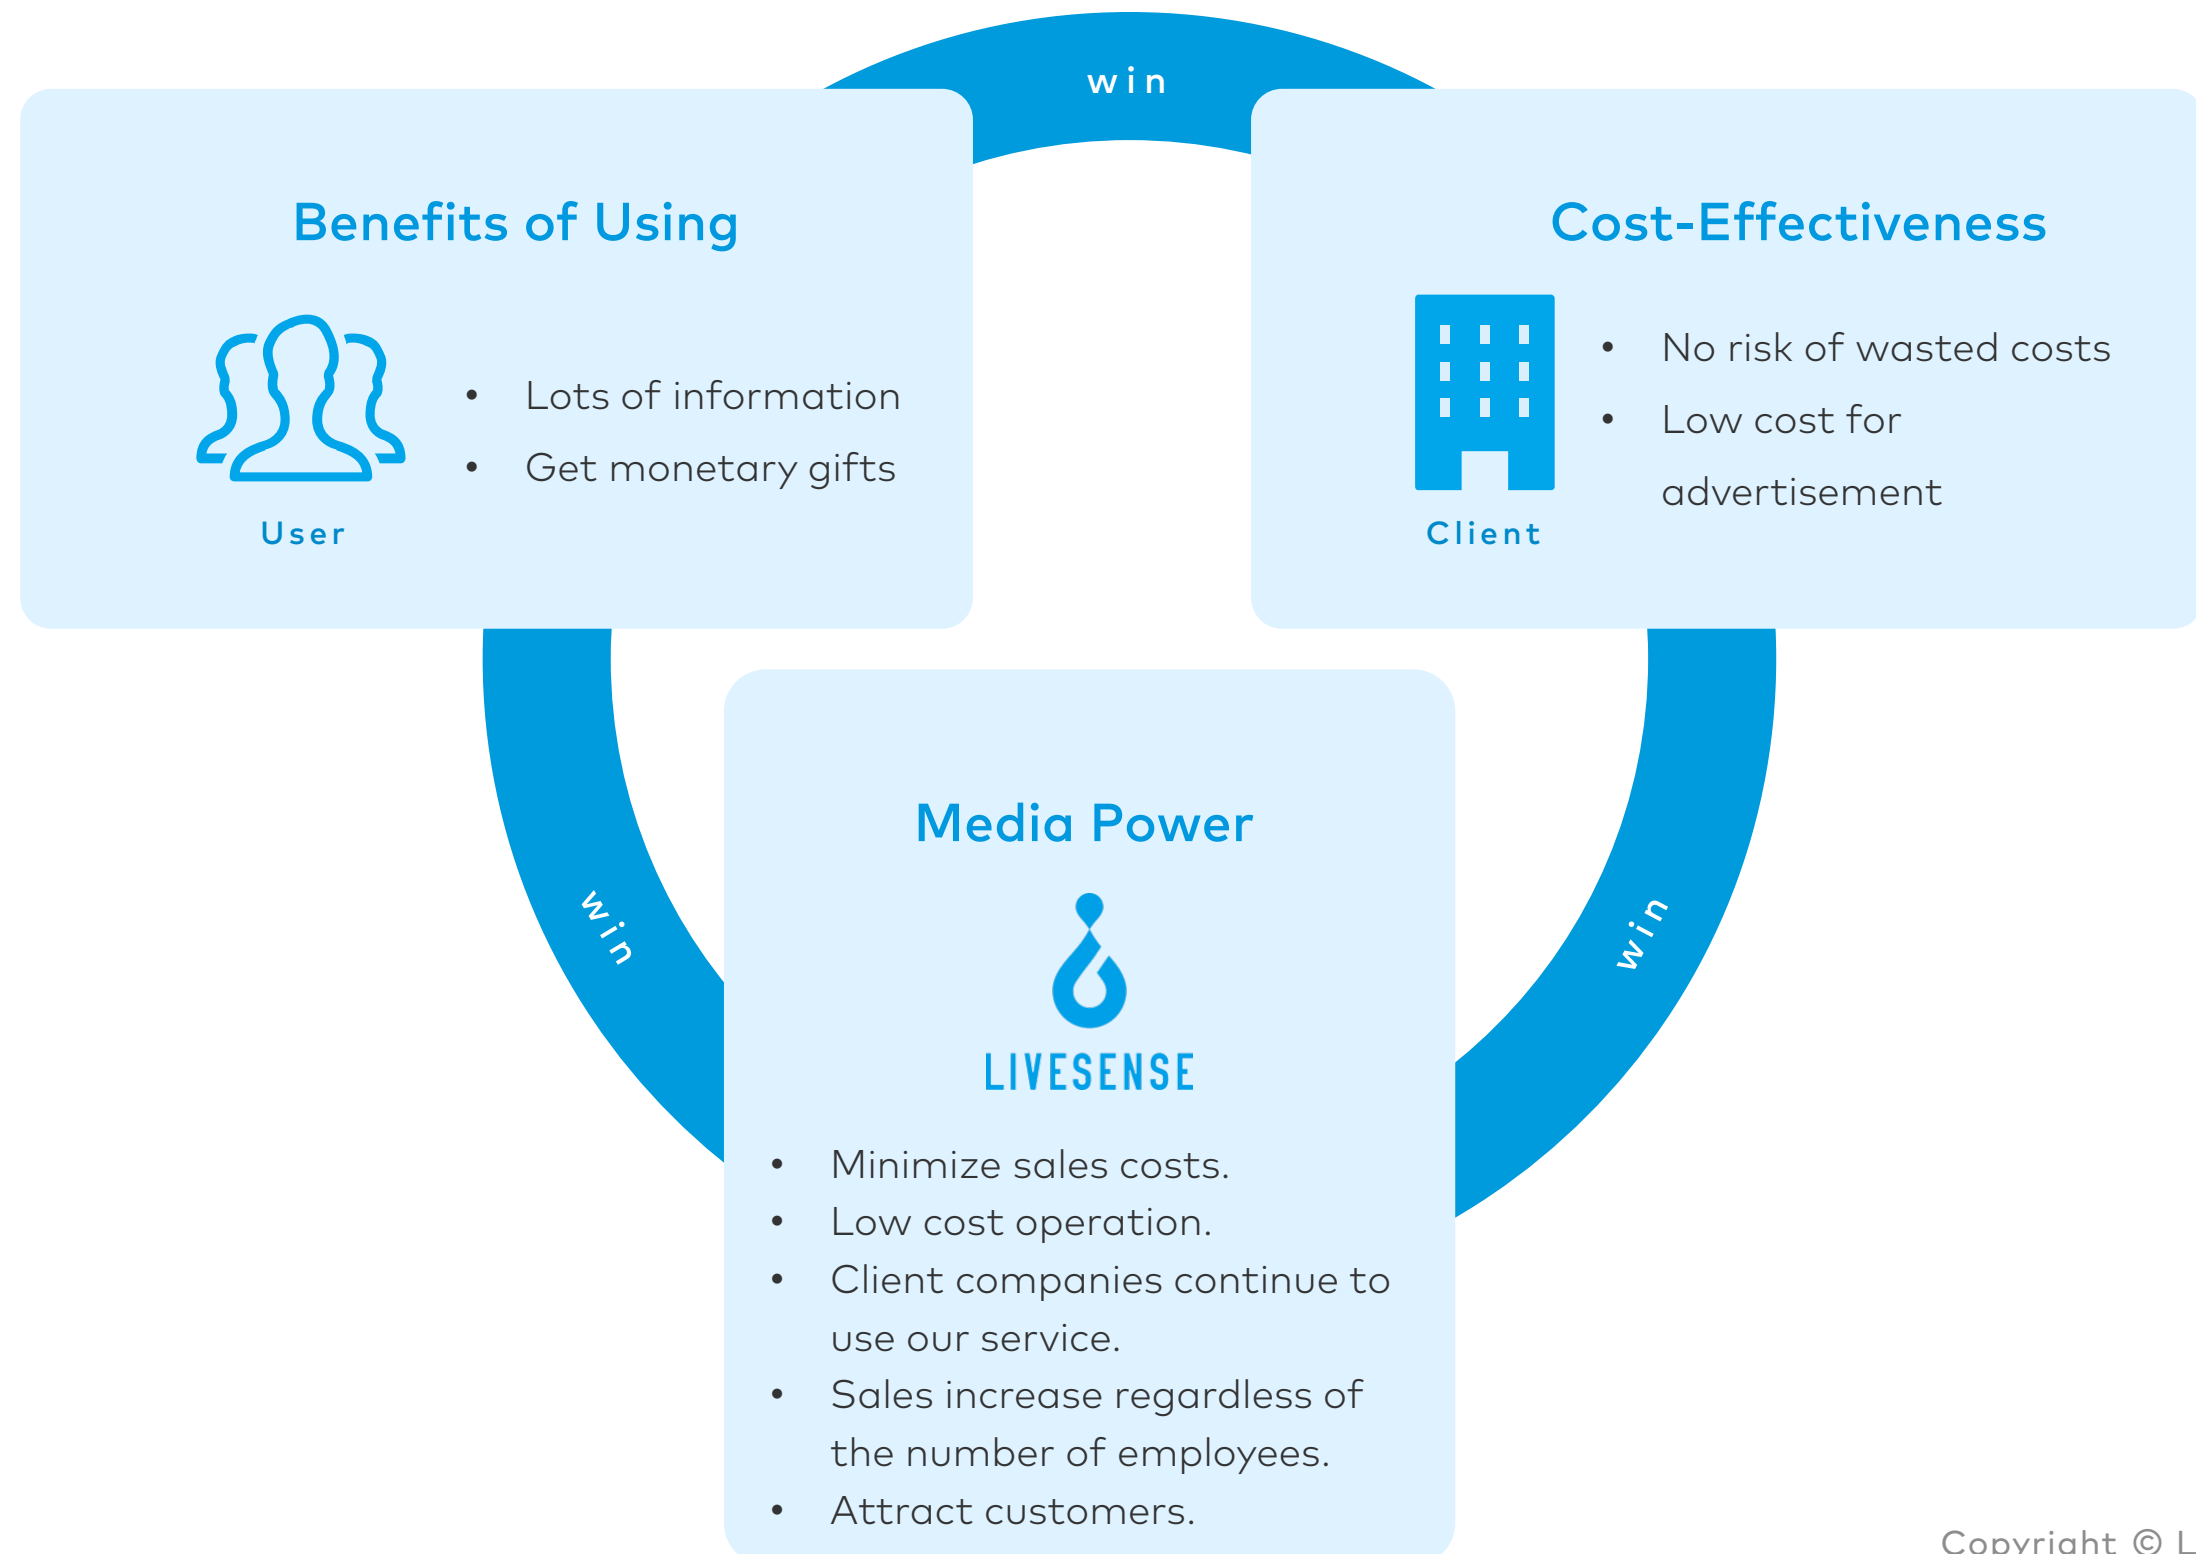 win
Benefits of Using
• Lots of information
• Get monetary gifts
User
Cost-Effectiveness
• No risk of wasted costs
• Low cost for
advertisement
Client
win
win
Media Power
LIVESENSE
• Minimize sales costs.
• Low cost operation.
• Client companies continue to
use our service.
• Sales increase regardless of
the number of employees.
• Attract customers.
Copyright © L